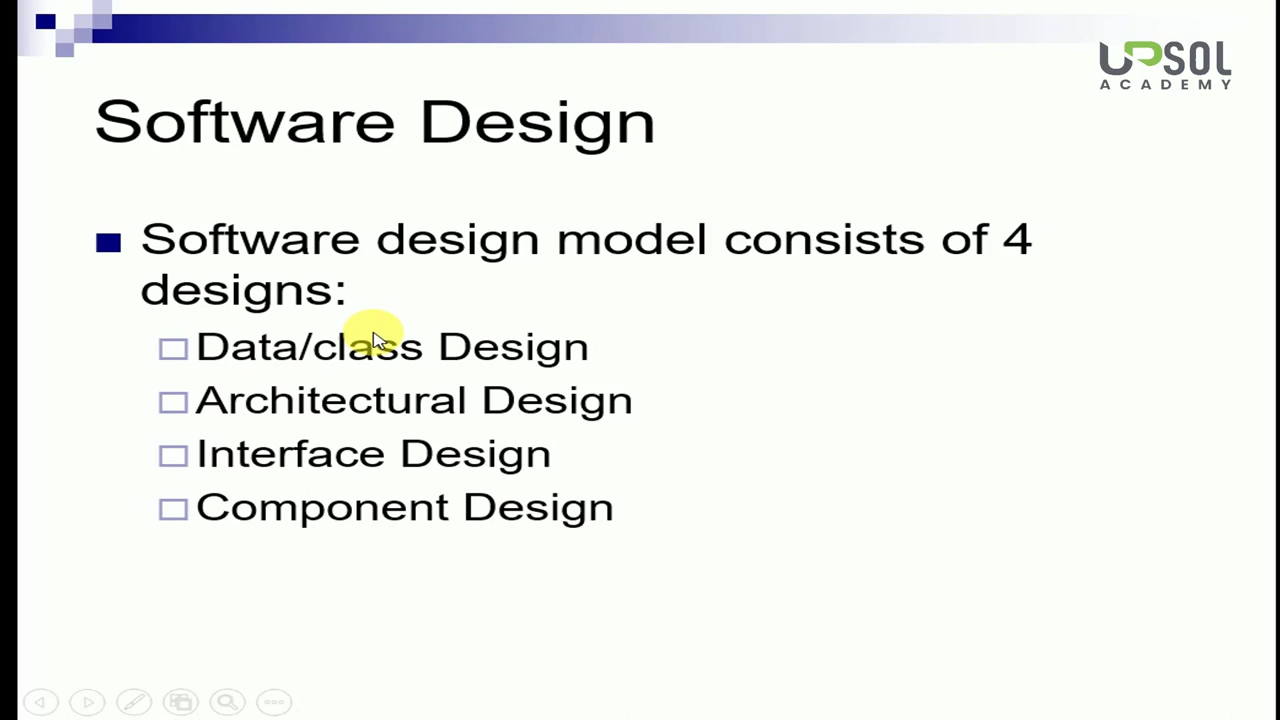 UPSOL
ACADEMY
Software Design
Software design model consists of 4
designs:
Data/class Design
Architectural Design
Interface Design
Component Design